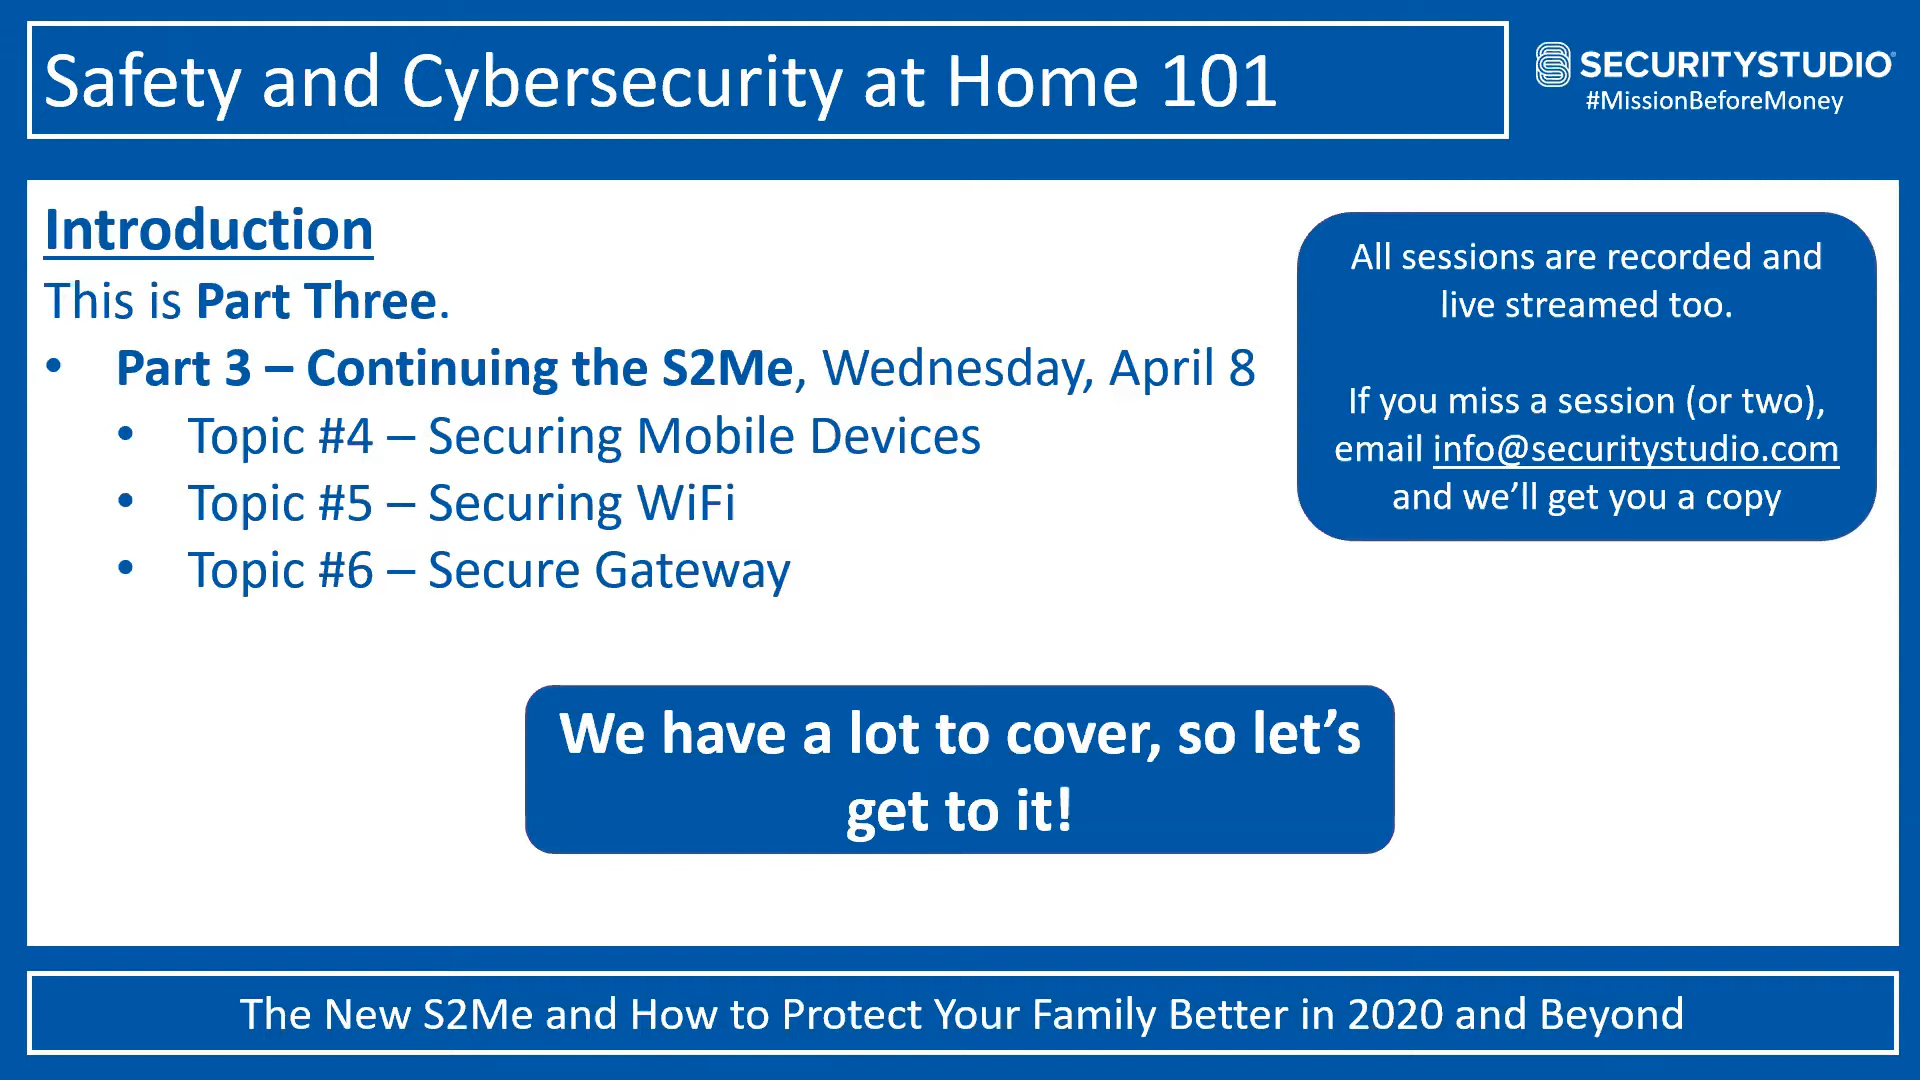 Safety and Cybersecurity at Home 101
SECURITYSTUDIO®
#MissionBeforeMoney
Introduction
This is Part Three.
• Part 3 – Continuing the S2Me, Wednesday, April 8
• Topic #4 – Securing Mobile Devices
• Topic #5 – Securing WiFi
• Topic #6 – Secure Gateway
All sessions are recorded and
live streamed too.
If you miss a session (or two),
email info@securitystudio.com
and we’ll get you a copy
We have a lot to cover, so let’s
get to it!
The New S2Me and How to Protect Your Family Better in 2020 and Beyond